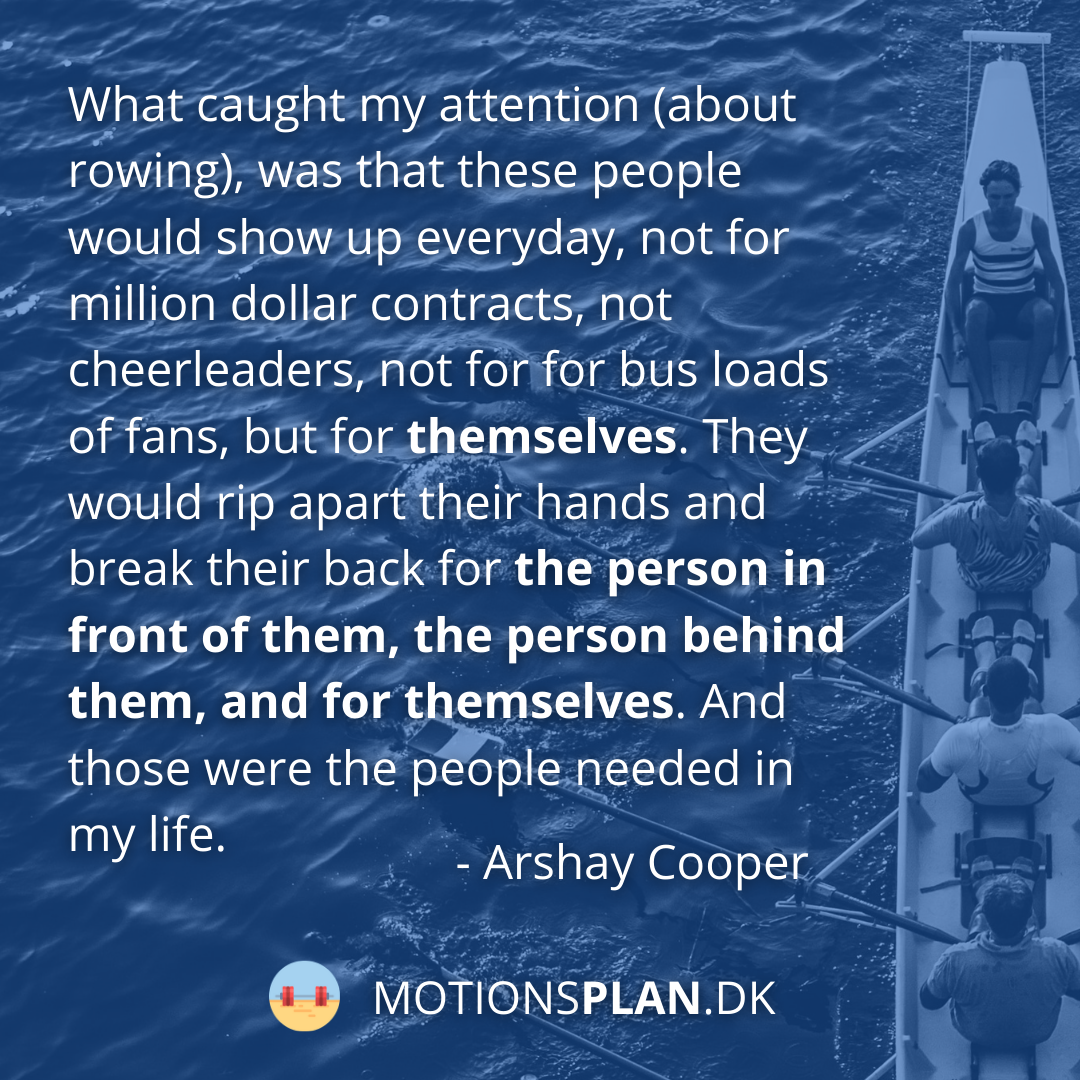 What caught my attention (about
rowing), was that these people
would show up everyday, not for
million dollar contracts, not
cheerleaders, not for for bus loads
of fans, but for themselves. They
would rip apart their hands and
break their back for the person in
front of them, the person behind
them, and for themselves. And
those were the people needed in
my life.
- Arshay Cooper
MOTIONSPLAN.DK